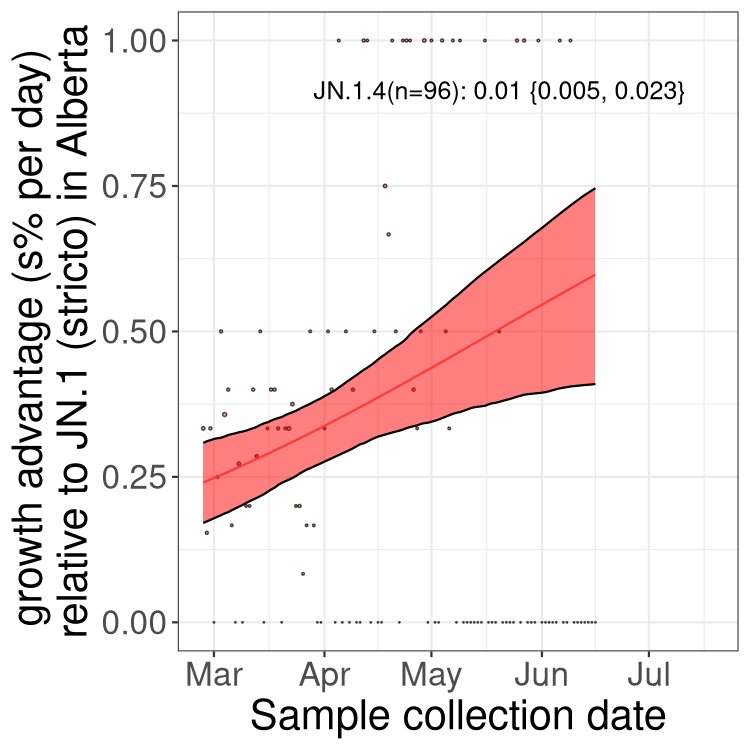 growth advantage (s% per day)
relative to JN.1 (stricto) in Alberta
1.00
0.75
0.50
0.25
0.00
JN.1.4(n=96): 0.01 {0.005, 0.023}
Mar Apr May Jun Jul
Sample collection date